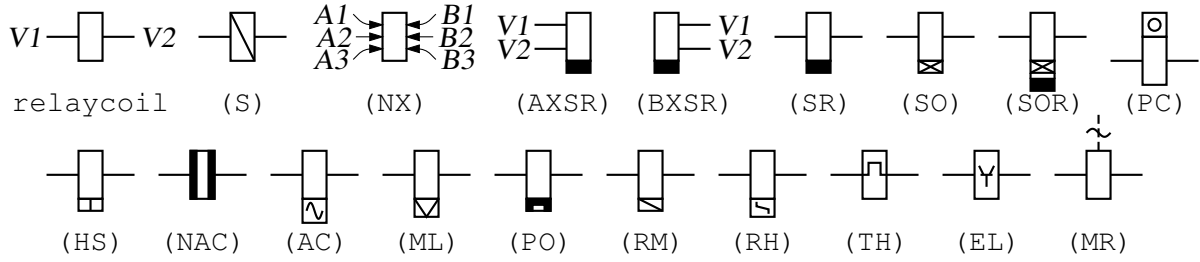 A1 B1 V1 V1
V1 V2 A2 B2 V2 V2
A3 B3
relaycoil (S) (NX) (AXSR) (BXSR) (SR) (SO) (SOR) (PC)
(HS) (NAC) (AC) (ML) (PO) (RM) (RH) (TH) (EL) (MR)